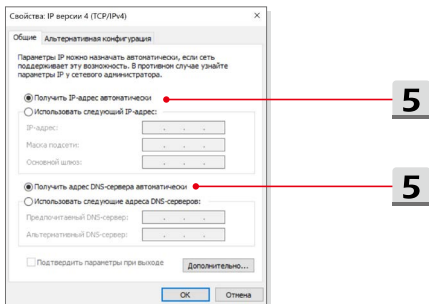 Свойства: IP версии 4 (TCP/IPv4)
Общие
Альтернативная конфигурация
Параметры IP можно назначать автоматически, если сеть
поддерживает эту возможность. В противном случае узнайте
параметры IP у сетевого администратора.
Получить IP-адрес автоматически
5
Использовать следующий IP-адрес:
IP-адрес:
Маска подсети:
Основной шлюз:
Получить адрес DNS-сервера автоматически
5
Использовать следующие адреса DNS-серверов:
Предпочитаемый DNS-сервер:
Альтернативный DNS-сервер:
Подтвердить параметры при выходе
Дополнительно...
OK
Отмена